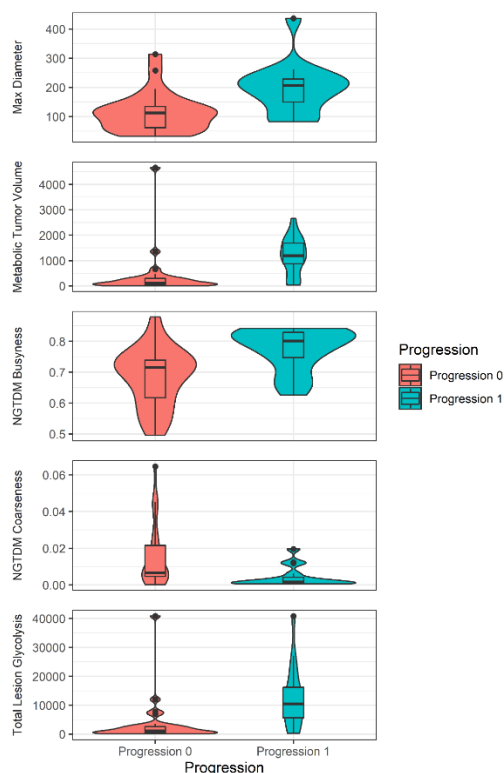 Max Diameter
400
300
200
100
Metabolic Tumor Volume
4000
3000
2000
1000
0
NGTDM Busyness
0.8
0.7
0.6
0.5
NGTDM Coarseness
0.06
0.04
0.02
0.00
Total Lesion Glycolysis
40000
30000
20000
10000
0
Progression 0 Progression 1
Progression
Progression
Progression 0
Progression 1